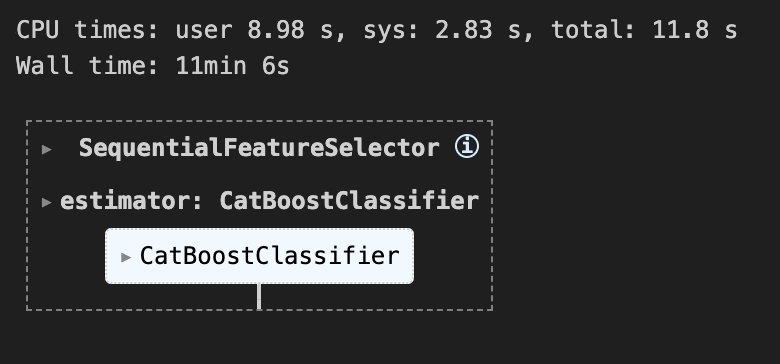 CPU times: user 8.98 s, sys: 2.83 s, total: 11.8 s
Wall time: 11min 6s
▸ SequentialFeatureSelector i
▸ estimator: CatBoostClassifier
▸ CatBoostClassifier